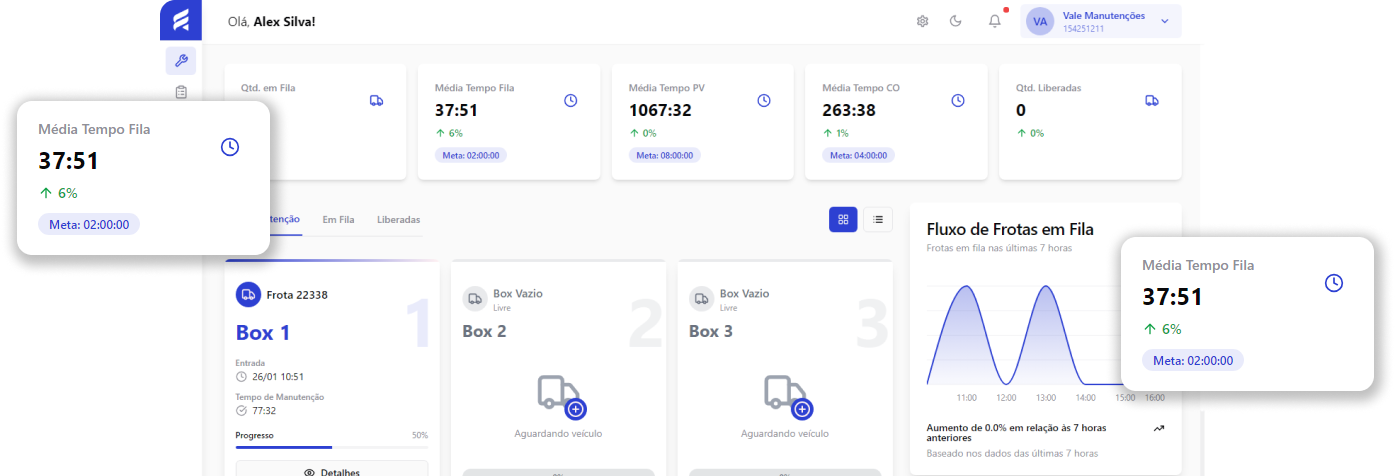 Olá, Alex Silva!
VA
Vale Manutenções
154251211
Qtd. em Fila
Média Tempo Fila
37:51
6%
Meta: 02:00:00
Média Tempo PV
1067:32
0%
Meta: 08:00:00
Média Tempo CO
263:38
1%
Meta: 04:00:00
Qtd. Liberadas
0
0%
Média Tempo Fila
37:51
6%
Meta: 02:00:00
tenção
Em Fila
Liberadas
Frota 22338
1
Box 1
Entrada
26/01 10:51
Tempo de Manutenção
77:32
Progresso
50%
Detalhes
Box Vazio
Livre
2
Box 2
Aguardando veículo
Box Vazio
Livre
3
Box 3
Aguardando veículo
Fluxo de Frotas em Fila
Frotas em fila nas últimas 7 horas
11:00
12:00
13:00
14:00
15:00
16:00
Aumento de 0.0% em relação às 7 horas
anteriores
Baseado nos dados das últimas 7 horas
Média Tempo Fila
37:51
6%
Meta: 02:00:00